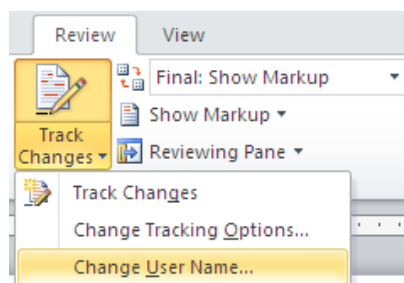 Review View
Final: Show Markup
Show Markup
Track
Changes
Reviewing Pane
Track Changes
Change Tracking Options...
Change User Name...